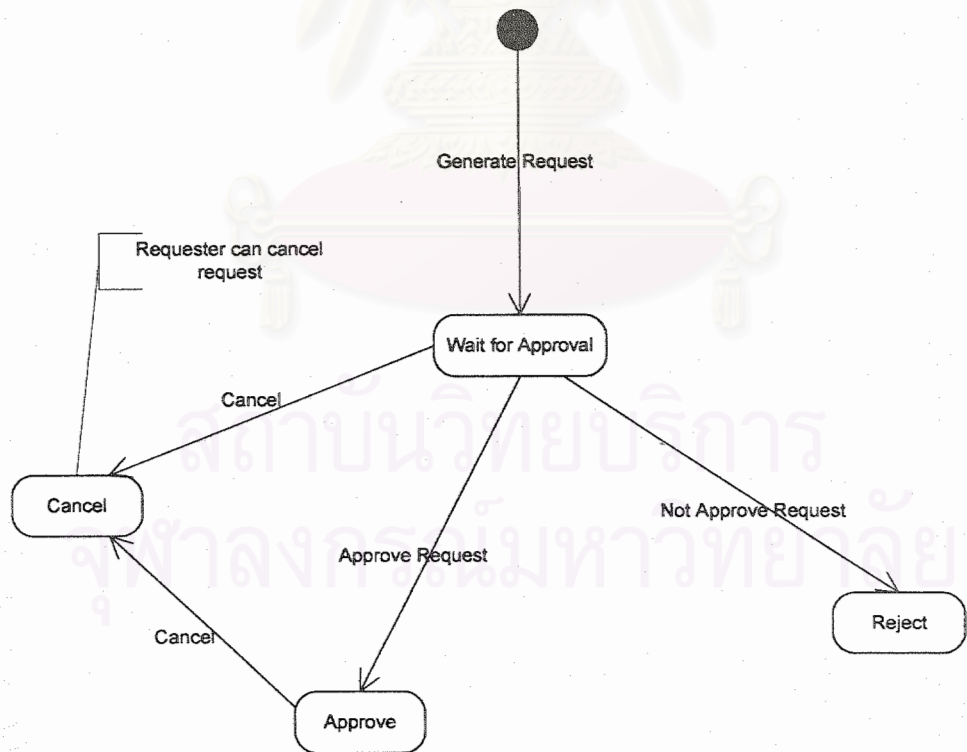 Generate Request
Requester can cancel
request
Wait for Approval
Cancel
สถาบันวิทยบริการ
Cancel
Not Approve Request
จุฬาลงกรณ์มหาวิทยาลัย
Approve Request
Reject
Cancel
Approve